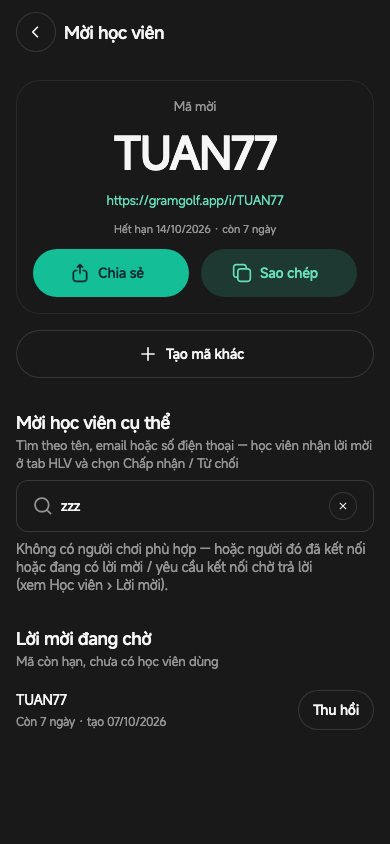 Mời học viên
Mã mời
TUAN77
https://gramgolf.app/i/TUAN77
Hết hạn 14/10/2026 · còn 7 ngày
Chia sẻ
Sao chép
Tạo mã khác
Mời học viên cụ thể
Tìm theo tên, email hoặc số điện thoại — học viên nhận lời mời
ở tab HLV và chọn Chấp nhận / Từ chối
zzz
Không có người chơi phù hợp — hoặc người đó đã kết nối
hoặc đang có lời mời / yêu cầu kết nối chờ trả lời
(xem Học viên › Lời mời).
Lời mời đang chờ
Mã còn hạn, chưa có học viên dùng
TUAN77
Còn 7 ngày · tạo 07/10/2026
Thu hồi